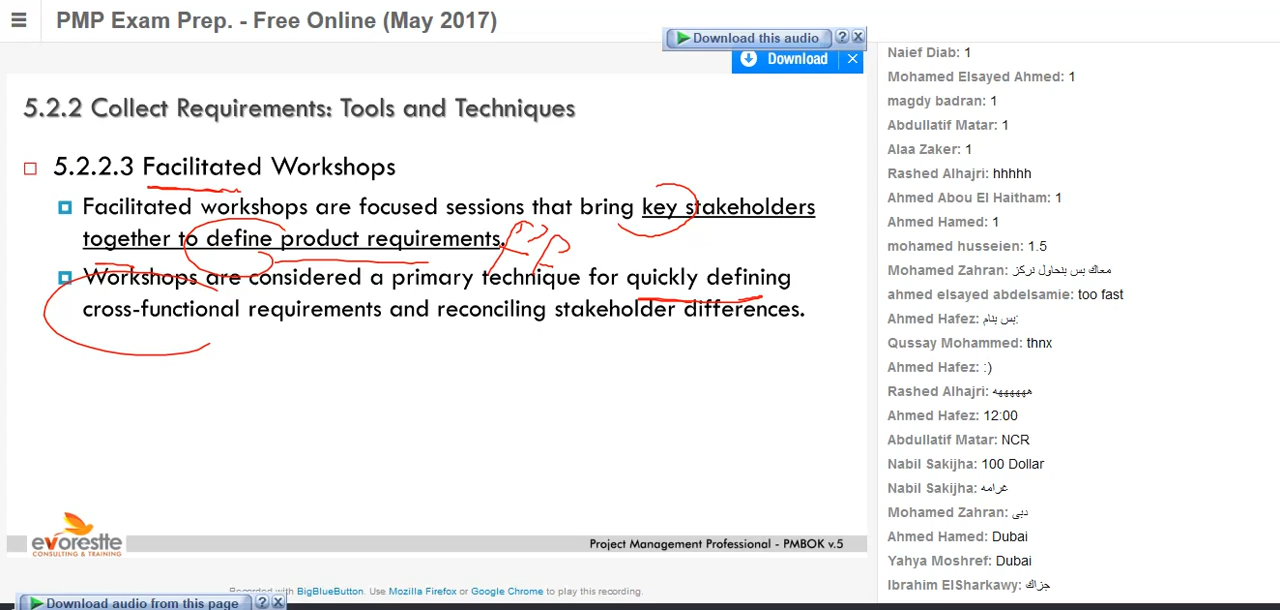 PMP Exam Prep. - Free Online (May 2017)
Download this audio
Download
5.2.2 Collect Requirements: Tools and Techniques
5.2.2.3 Facilitated Workshops
Facilitated workshops are focused sessions that bring key stakeholders
together to define product requirements.
Workshops are considered a primary technique for quickly defining
cross-functional requirements and reconciling stakeholder differences.
evorestte
CONSULTING & TRAINING
Project Management Professional - PMBOK v.5
Recorded with BigBlueButton. Use Mozilla Firefox or Google Chrome to play this recording.
Download audio from this page
Naief Diab: 1
Mohamed Elsayed Ahmed: 1
magdy badran: 1
Abdullatif Matar: 1
Alaa Zaker: 1
Rashed Alhajri: hhhhh
Ahmed Abou El Haitham: 1
Ahmed Hamed: 1
mohamed husseien: 1.5
Mohamed Zahran: معاك بس بنحاول نركز
ahmed elsayed abdelsamie: too fast
Ahmed Hafez: بس بنام:
Qussay Mohammed: thnx
Ahmed Hafez: :)
Rashed Alhajri: ههههههه
Ahmed Hafez: 12:00
Abdullatif Matar: NCR
Nabil Sakijha: 100 Dollar
Nabil Sakijha: غرامه
Mohamed Zahran: دبى
Ahmed Hamed: Dubai
Yahya Moshref: Dubai
Ibrahim ElSharkawy: جزاك